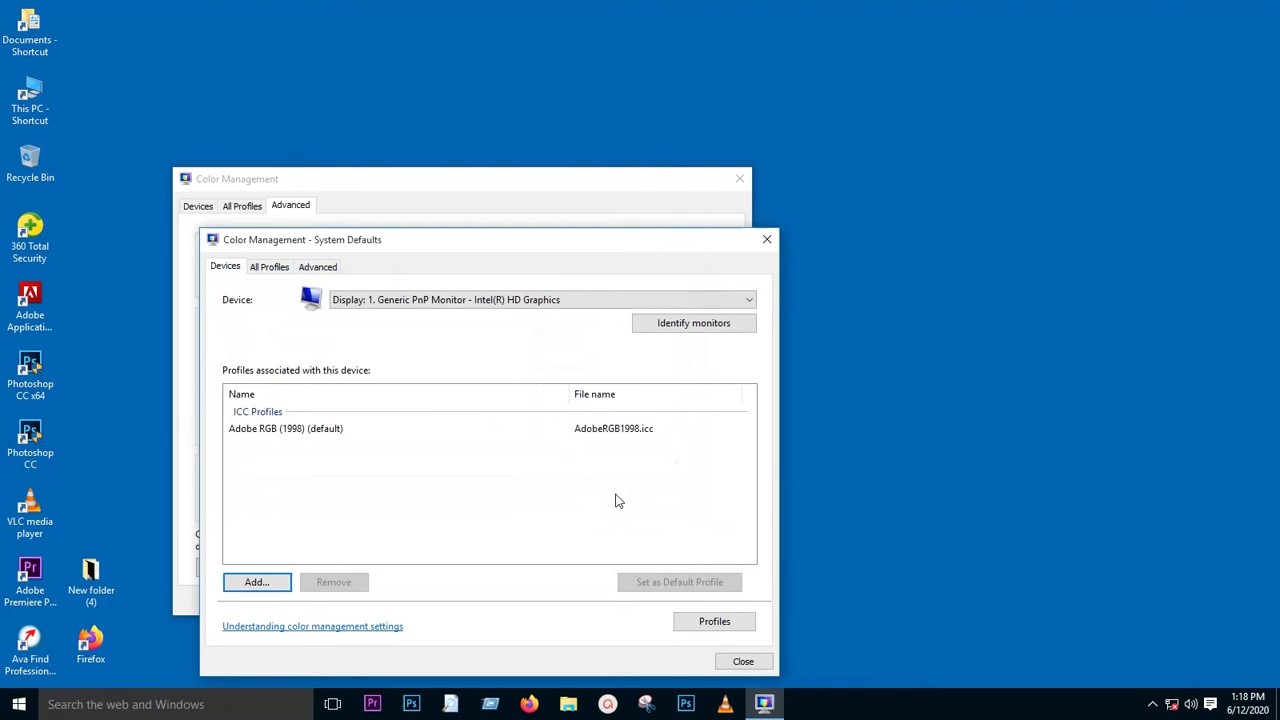 Documents -
Shortcut
This PC -
Shortcut
Recycle Bin
360 Total
Security
Adobe
Applicati...
Photoshop
CC x64
Photoshop
CC
VLC media
player
Adobe
Premiere P...
New folder
(4)
Ava Find
Profession...
Firefox
Color Management
Devices All Profiles Advanced
Color Management - System Defaults
Devices All Profiles Advanced
Device: Display: 1. Generic PnP Monitor - Intel(R) HD Graphics
Identify monitors
Profiles associated with this device:
Name File name
ICC Profiles
Adobe RGB (1998) (default) AdobeRGB1998.icc
Add... Remove Set as Default Profile
Understanding color management settings Profiles
Close
Search the web and Windows
1:18 PM
6/12/2020